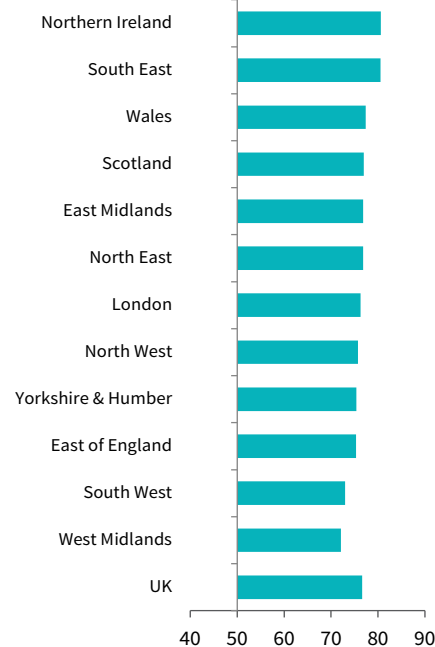 Northern Ireland
South East
Wales
Scotland
East Midlands
North East
London
North West
Yorkshire & Humber
East of England
South West
West Midlands
UK
40 50 60 70 80 90